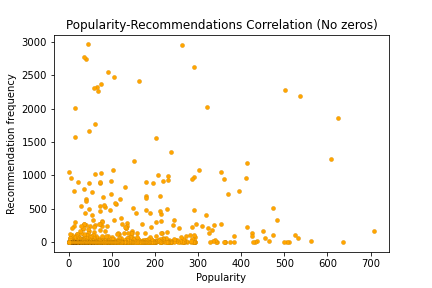 Popularity-Recommendations Correlation (No zeros)
3000
2500
2000
1500
1000
500
0
Recommendation frequency
0 100 200 300 400 500 600 700
Popularity